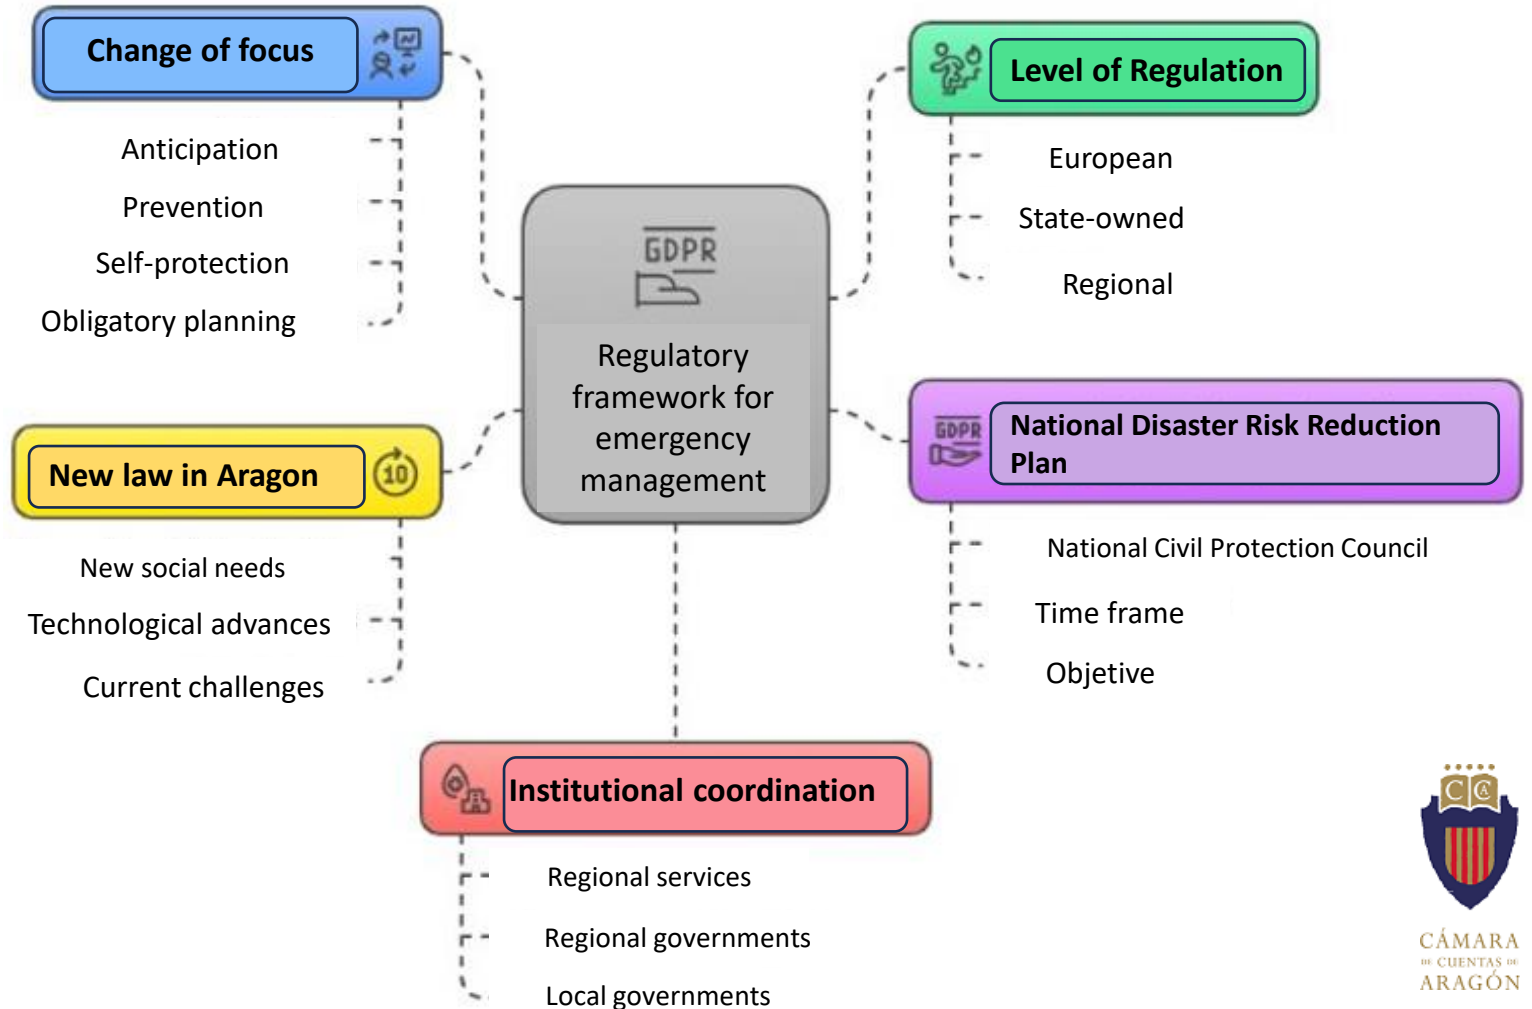 Change of focus
Anticipation
Prevention
Self-protection
Obligatory planning
New law in Aragon
10
New social needs
Technological advances
Current challenges
GDPR
Regulatory
framework for
emergency
management
Level of Regulation
European
State-owned
Regional
GDPR
National Disaster Risk Reduction
Plan
National Civil Protection Council
Time frame
Objetive
Institutional coordination
Regional services
Regional governments
Local governments
C C A
CÁMARA
DE CUENTAS DE
ARAGÓN